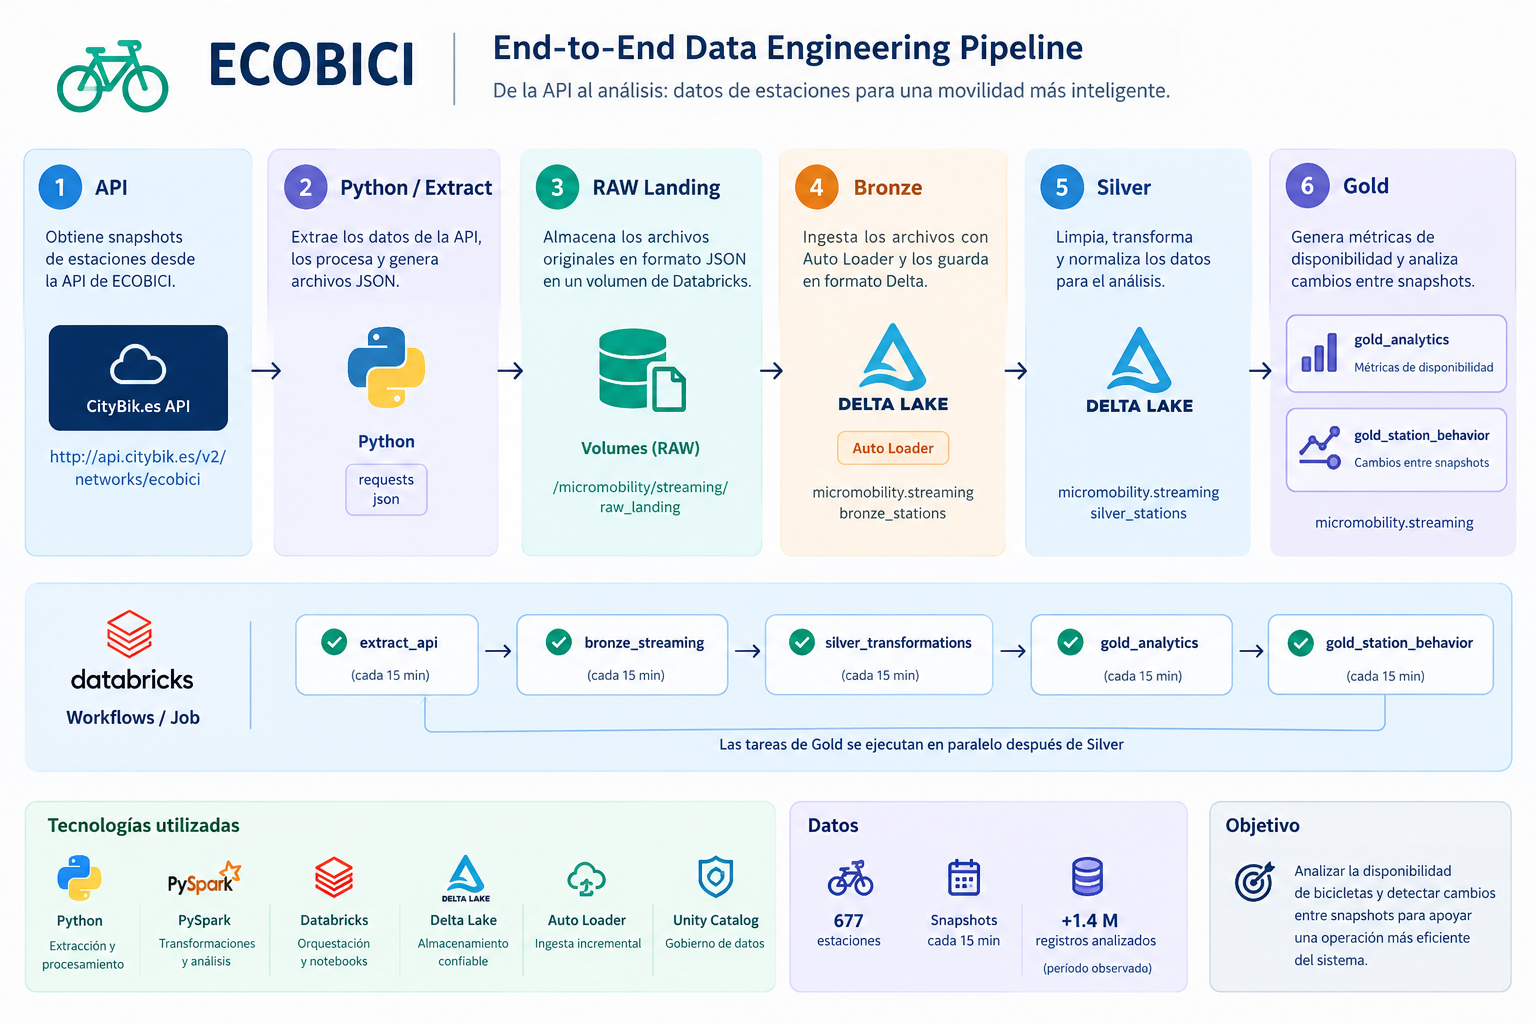 ECOBICI
End-to-End Data Engineering Pipeline
De la API al análisis: datos de estaciones para una movilidad más inteligente.
1 API
Obtiene snapshots
de estaciones desde
la API de ECOBICI.
CityBik.es API
http://api.citybik.es/v2/
networks/ecobici
2 Python / Extract
Extrae los datos de la API,
los procesa y genera
archivos JSON.
Python
requests
json
3 RAW Landing
Almacena los archivos
originales en formato JSON
en un volumen de Databricks.
Volumes (RAW)
/micromobility/streaming/
raw_landing
4 Bronze
Ingesta los archivos con
Auto Loader y los guarda
en formato Delta.
DELTA LAKE
Auto Loader
micromobility.streaming
bronze_stations
5 Silver
Limpia, transforma
y normaliza los datos
para el análisis.
DELTA LAKE
micromobility.streaming
silver_stations
6 Gold
Genera métricas de
disponibilidad y analiza
cambios entre snapshots.
gold_analytics
Métricas de disponibilidad
gold_station_behavior
Cambios entre snapshots
micromobility.streaming
databricks
Workflows / Job
extract_api
(cada 15 min)
bronze_streaming
(cada 15 min)
silver_transformations
(cada 15 min)
gold_analytics
(cada 15 min)
gold_station_behavior
(cada 15 min)
Las tareas de Gold se ejecutan en paralelo después de Silver
Tecnologías utilizadas
Python
Extracción y
procesamiento
PySpark
PySpark
Transformaciones
y análisis
Databricks
Orquestación
y notebooks
DELTA LAKE
Delta Lake
Almacenamiento
confiable
Auto Loader
Ingesta incremental
Unity Catalog
Gobierno de datos
Datos
677
estaciones
Snapshots
cada 15 min
+1.4 M
registros analizados
(período observado)
Objetivo
Analizar la disponibilidad
de bicicletas y detectar cambios
entre snapshots para apoyar
una operación más eficiente
del sistema.